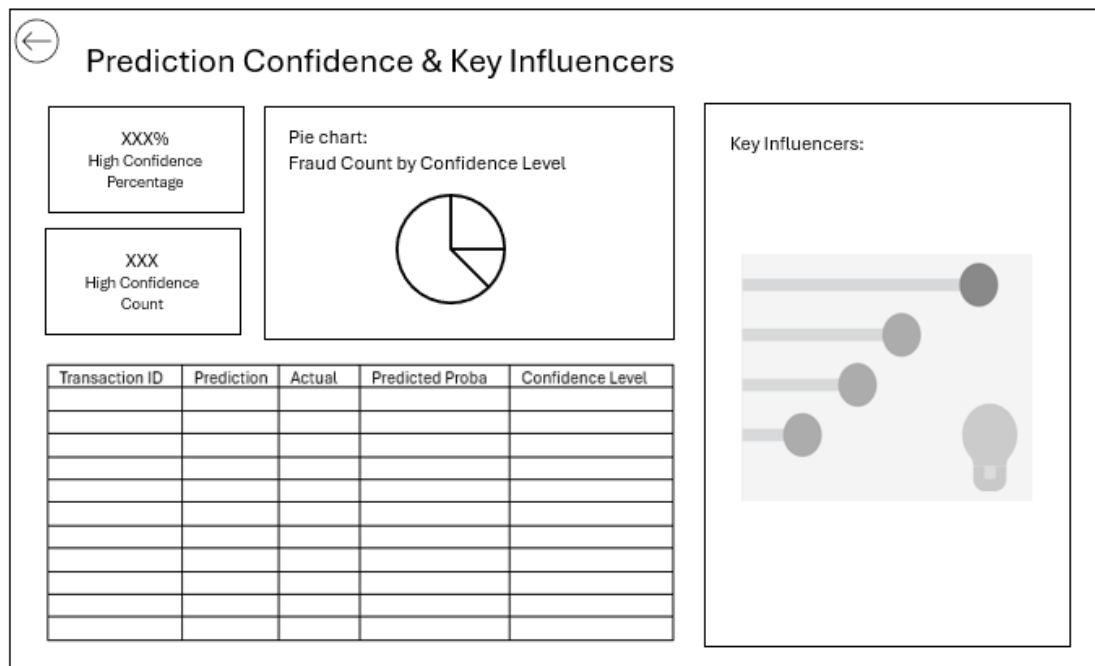 Prediction Confidence & Key Influencers
XXX%
High Confidence
Percentage
Pie chart:
Fraud Count by Confidence Level
Key Influencers:
XXX
High Confidence
Count
Transaction ID Prediction Actual Predicted Proba Confidence Level